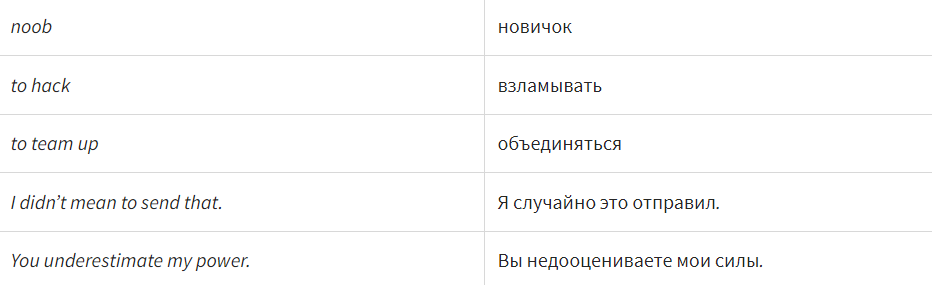 noob новичок
to hack взламывать
to team up объединяться
I didn’t mean to send that. Я случайно это отправил.
You underestimate my power. Вы недооцениваете мои силы.